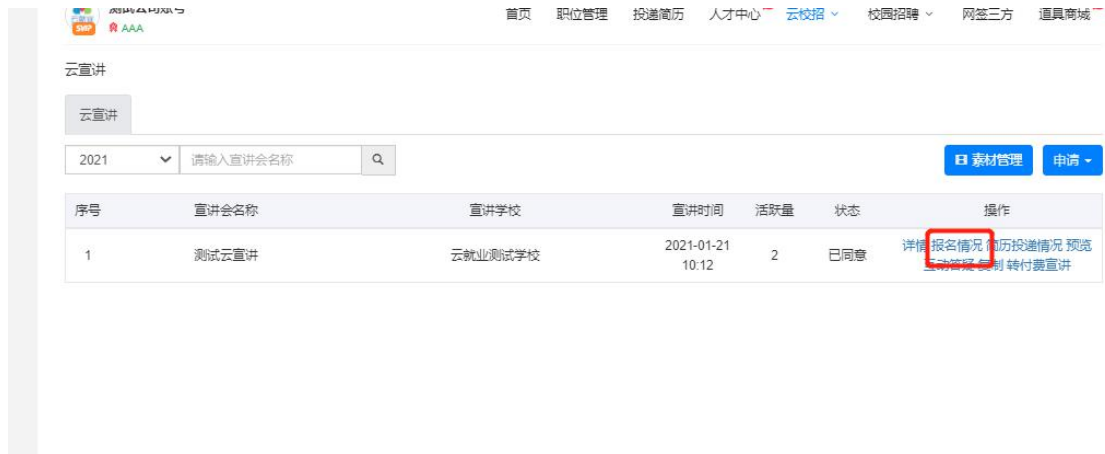 测试公司账号
AAA
首页 职位管理 投递简历 人才中心 云校招 校园招聘 网签三方 道具商城
云宣讲
云宣讲
2021 请输入宣讲会名称 素材管理 申请
序号 宣讲会名称 宣讲学校 宣讲时间 活跃量 状态 操作
1 测试云宣讲 云就业测试学校 2021-01-21 10:12 2 已同意 详情 报名情况 简历投递情况 预览
互动答疑 复制 转付费宣讲